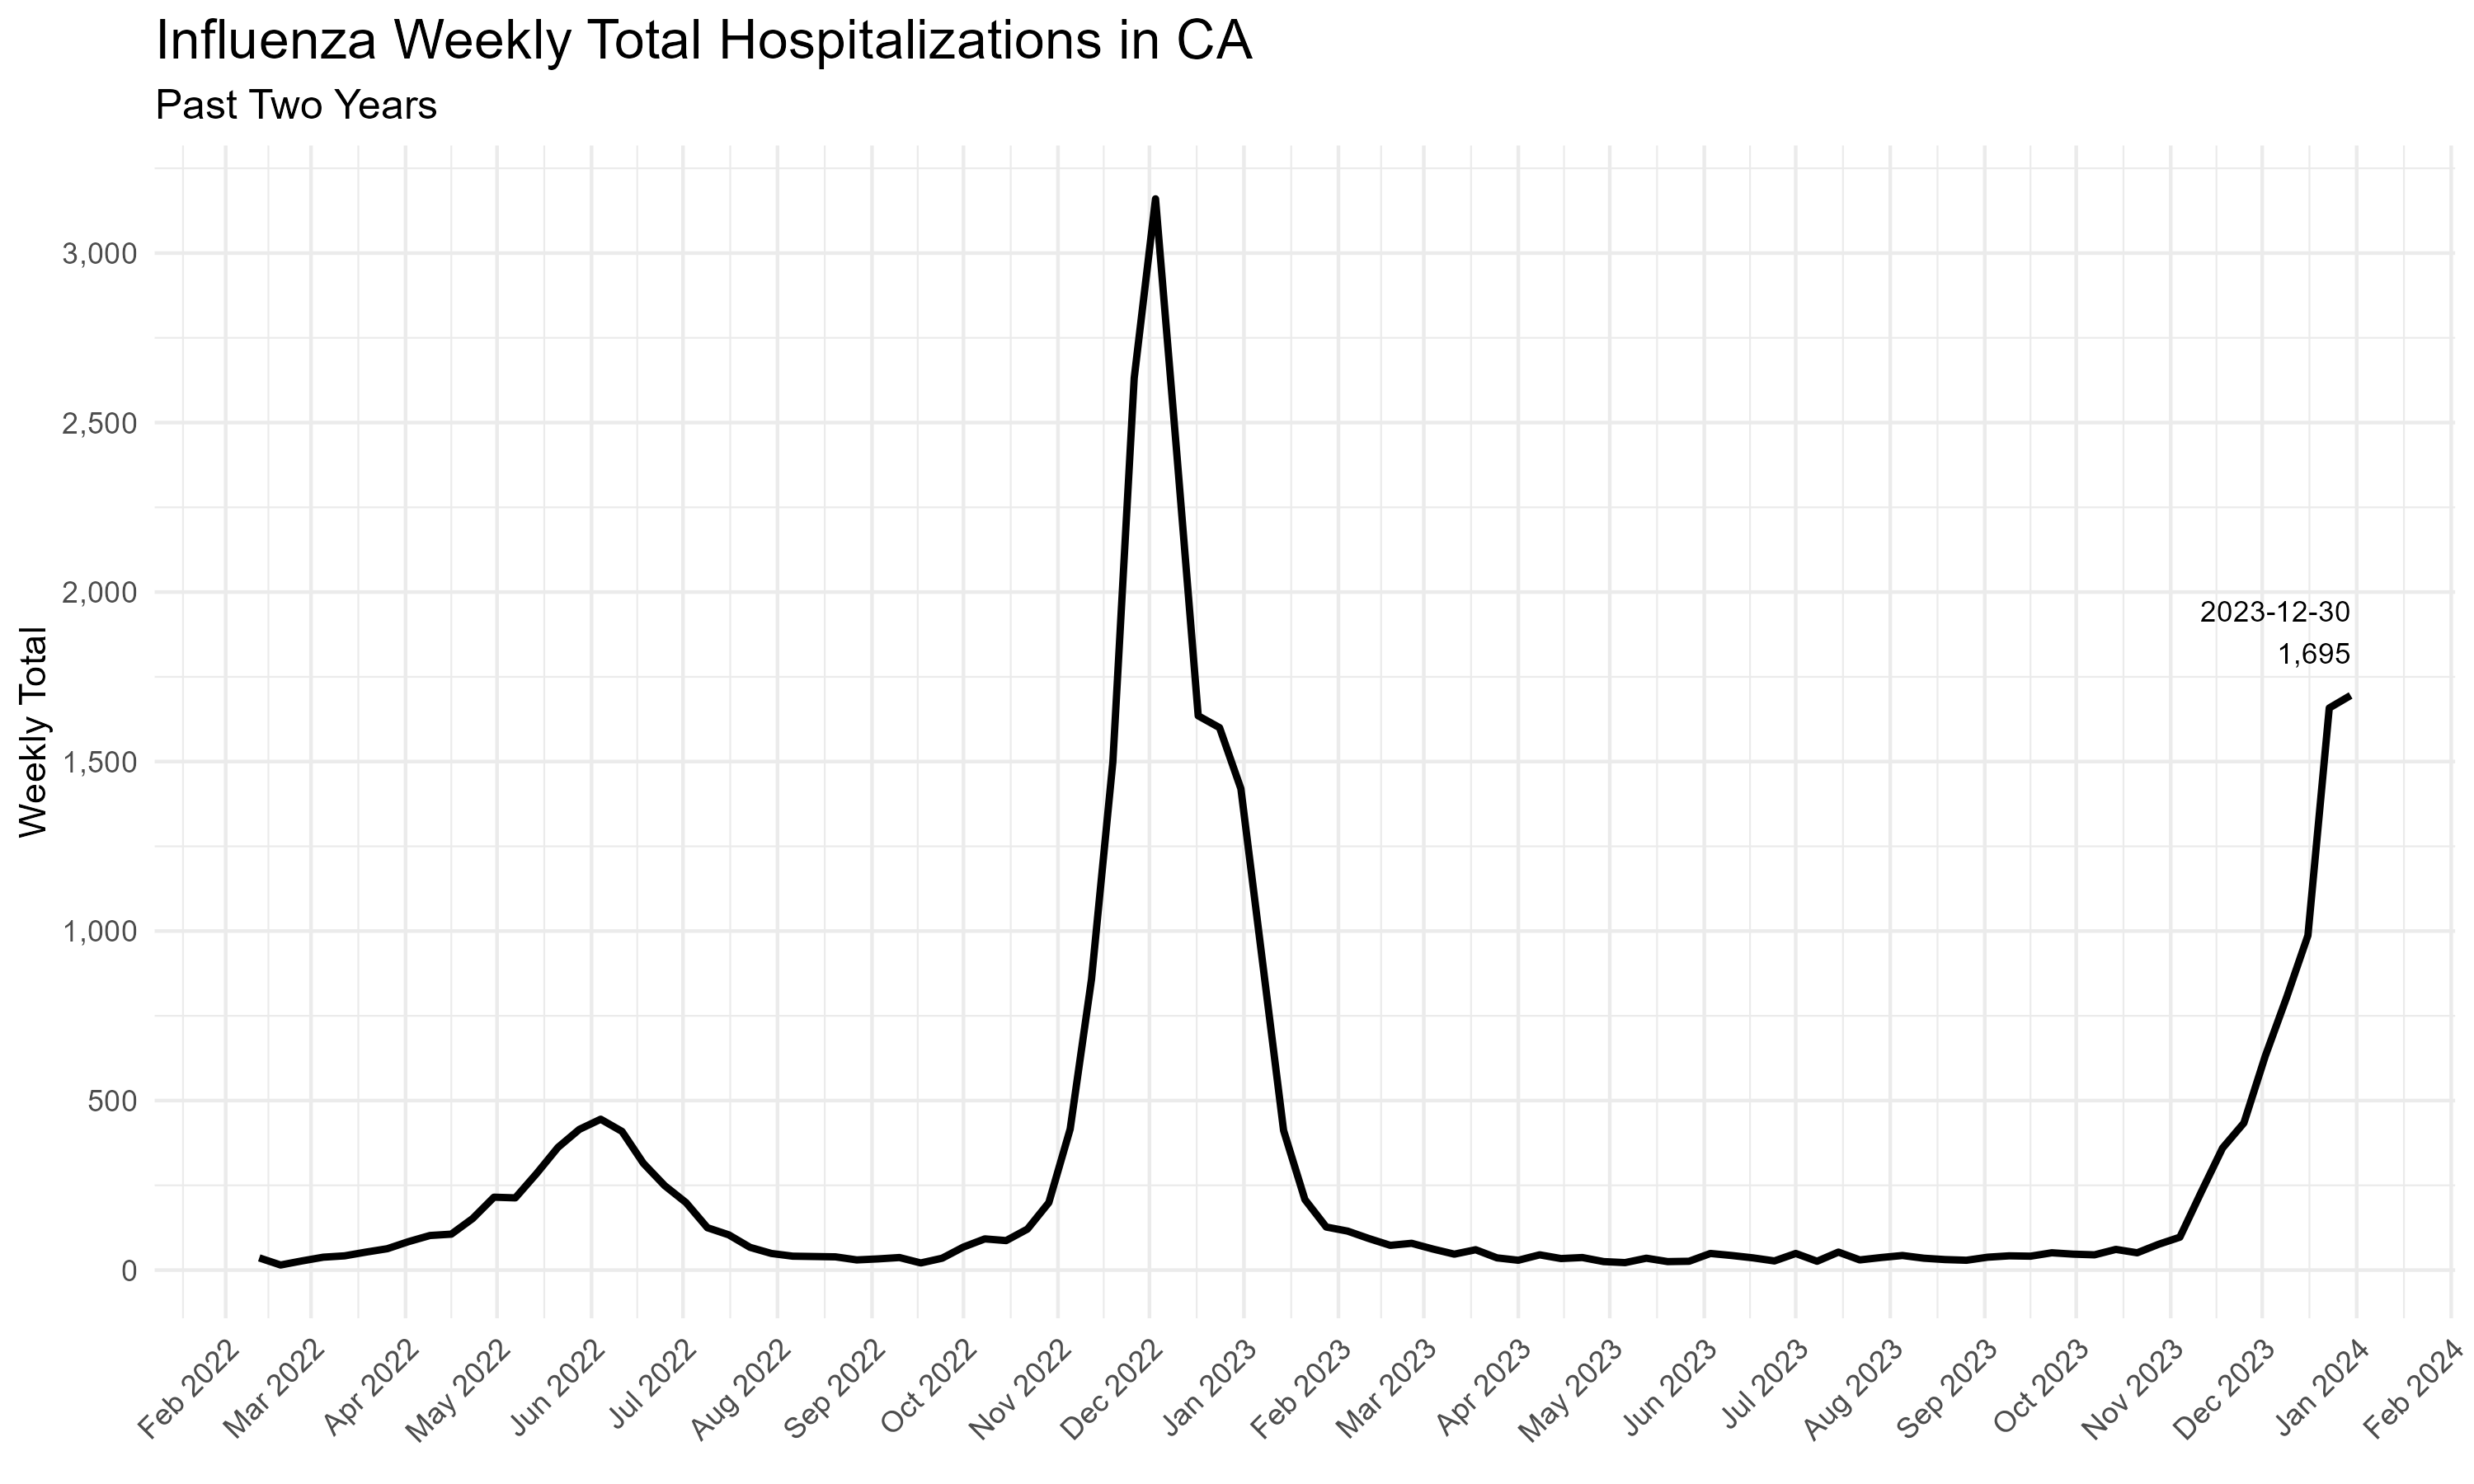 Influenza Weekly Total Hospitalizations in CA
Past Two Years
Weekly Total
3,000
2,500
2,000
1,500
1,000
500
0
2023-12-30
1,695
Feb 2022
Mar 2022
Apr 2022
May 2022
Jun 2022
Jul 2022
Aug 2022
Sep 2022
Oct 2022
Nov 2022
Dec 2022
Jan 2023
Feb 2023
Mar 2023
Apr 2023
May 2023
Jun 2023
Jul 2023
Aug 2023
Sep 2023
Oct 2023
Nov 2023
Dec 2023
Jan 2024
Feb 2024